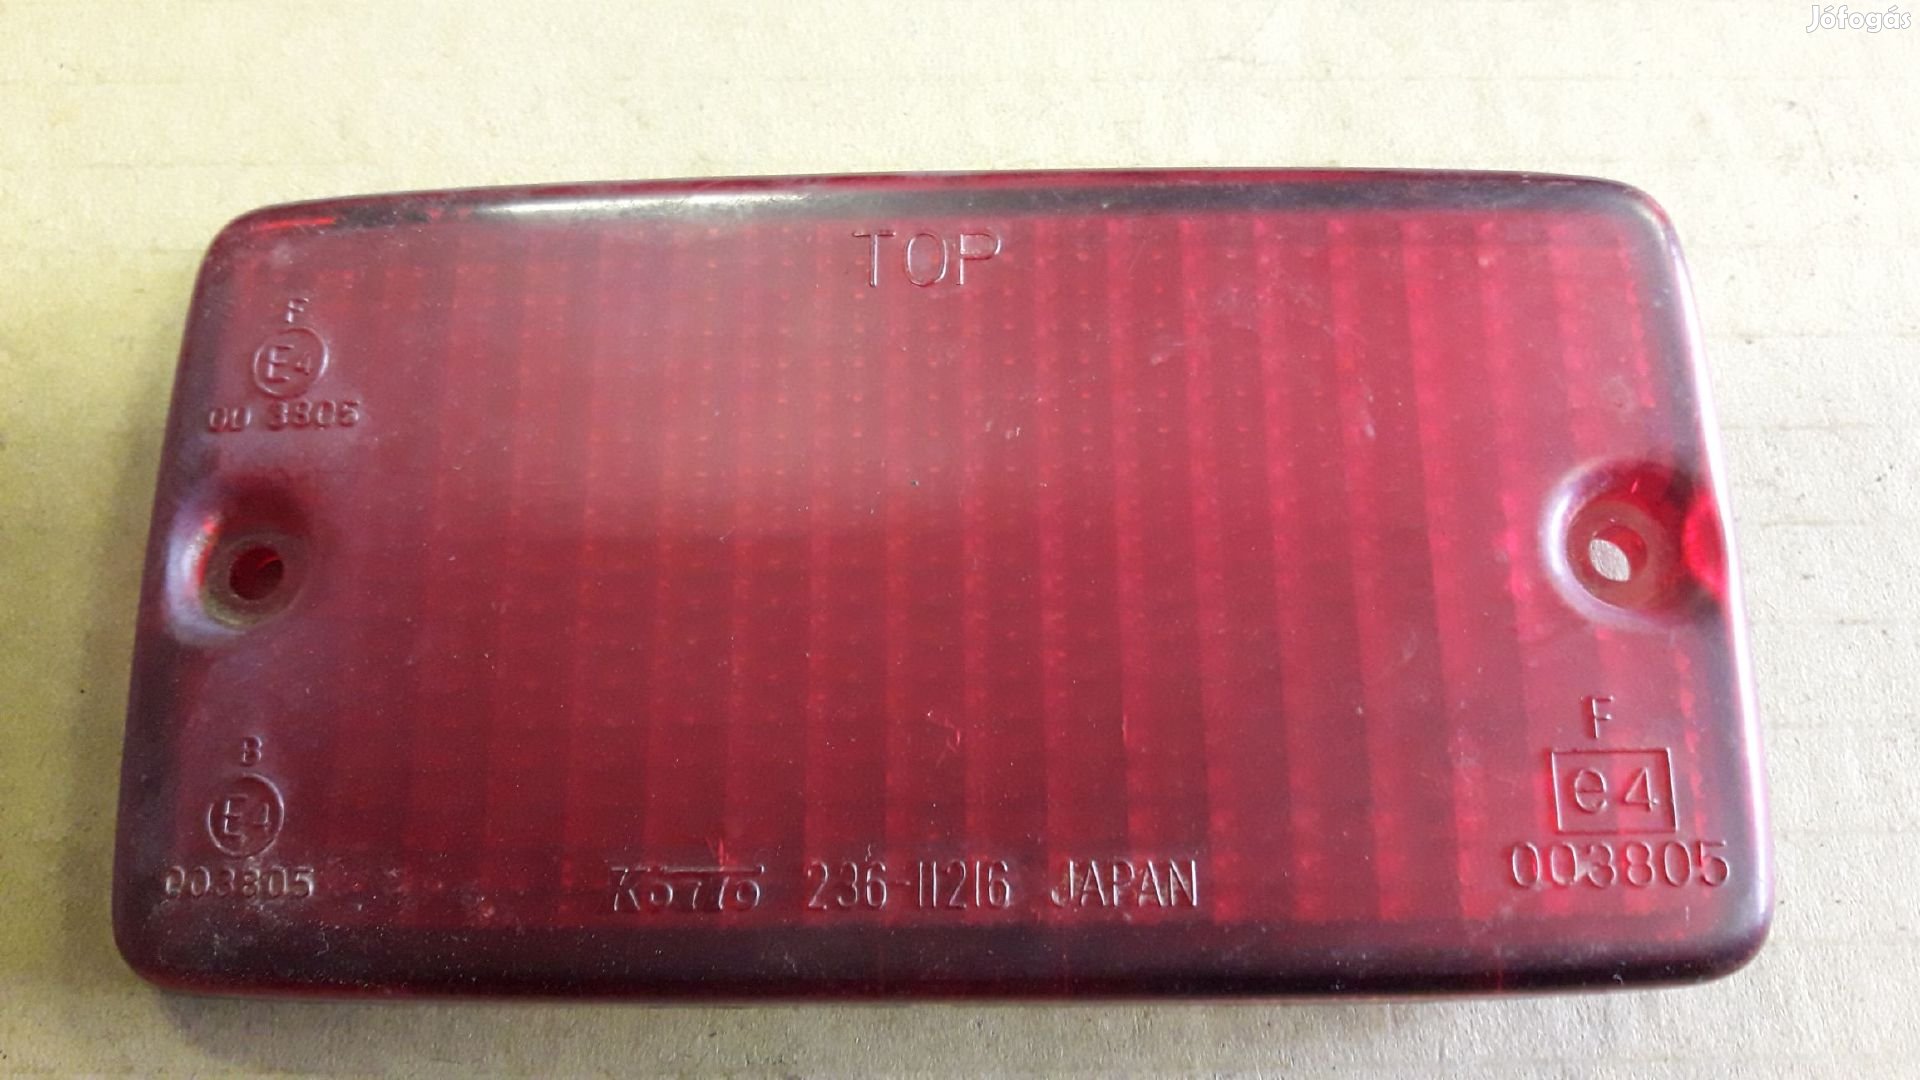 Jófogás
TOP
F
E4
00 3805
B
E4
003805
Koito 236-11216 JAPAN
F
e4
003805